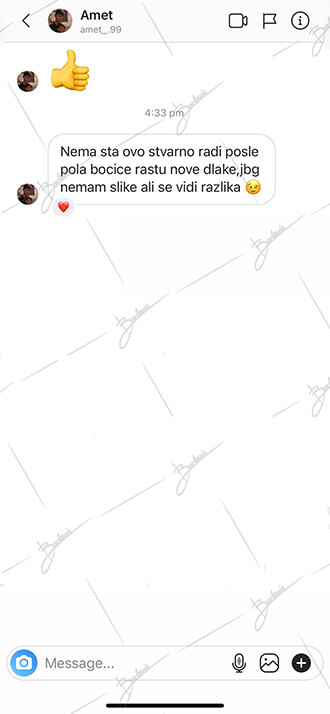 Amet
amet_.99
4:33 pm
Nema sta ovo stvarno radi posle
pola bocice rastu nove dlake,jbg
nemam slike ali se vidi razlika 😉
Message...